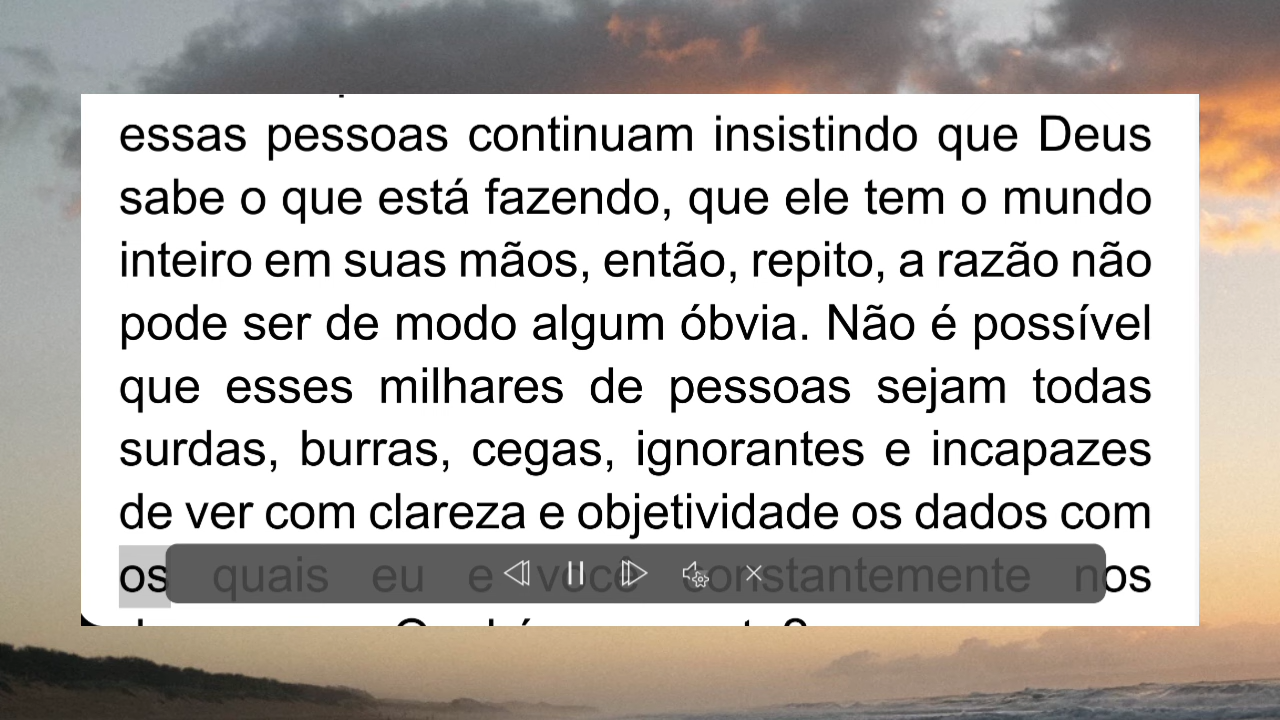 essas pessoas continuam insistindo que Deus
sabe o que está fazendo, que ele tem o mundo
inteiro em suas mãos, então, repito, a razão não
pode ser de modo algum óbvia. Não é possível
que esses milhares de pessoas sejam todas
surdas, burras, cegas, ignorantes e incapazes
de ver com clareza e objetividade os dados com
os quais eu e você constantemente nos